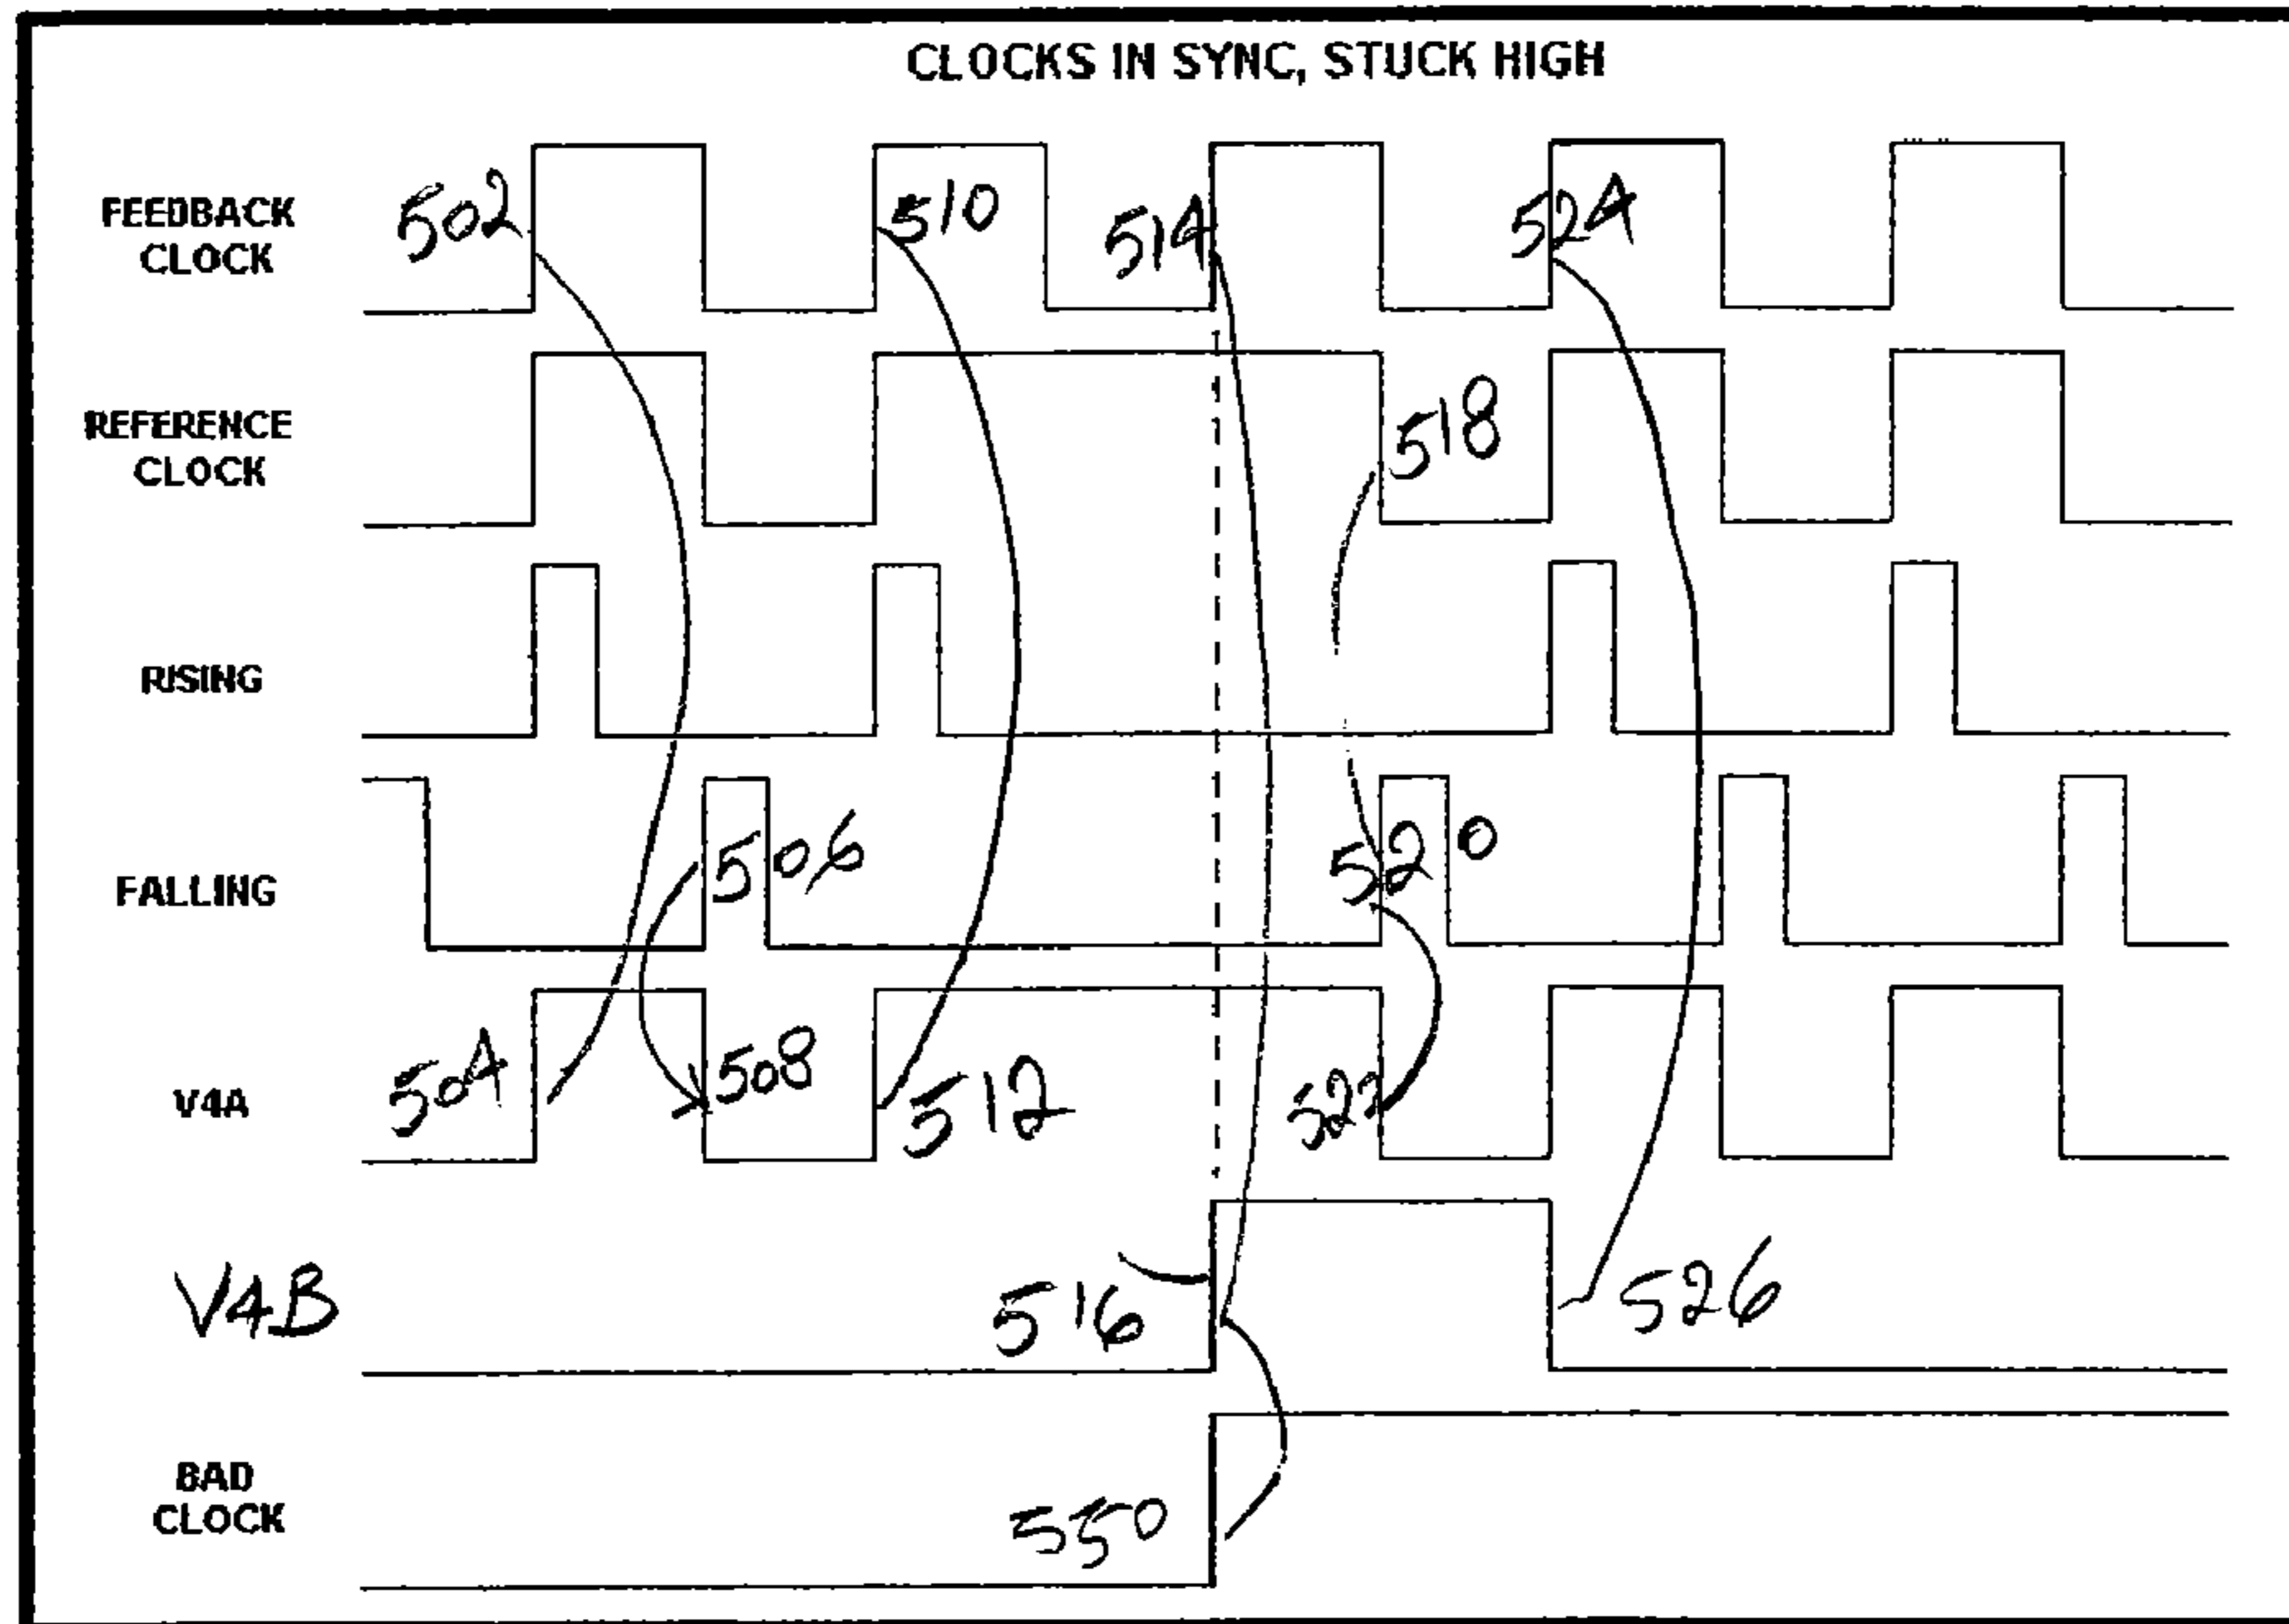 CLOCKS IN SYNC, STUCK HIGH
FEEDBACK
CLOCK
502
510
514
524
REFERENCE
CLOCK
518
RISING
FALLING
506
520
V4A
504
508
512
522
V4B
516
526
BAD
CLOCK
550